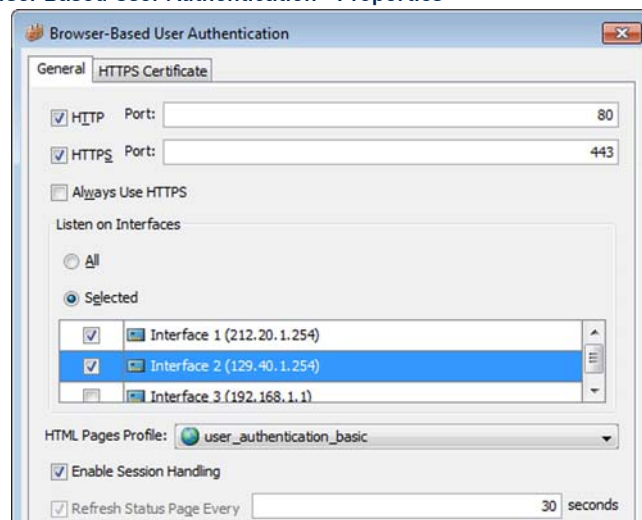 Browser-Based User Authentication
General HTTPS Certificate
HTTP Port: 80
HTTPS Port: 443
Always Use HTTPS
Listen on Interfaces
All
Selected
Interface 1 (212.20.1.254)
Interface 2 (129.40.1.254)
Interface 3 (192.168.1.1)
HTML Pages Profile: user_authentication_basic
Enable Session Handling
Refresh Status Page Every 30 seconds